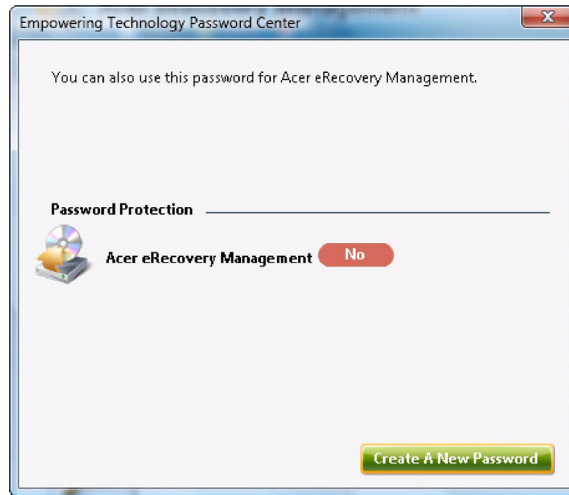 Empowering Technology Password Center
You can also use this password for Acer eRecovery Management.
Password Protection
Acer eRecovery Management No
Create A New Password